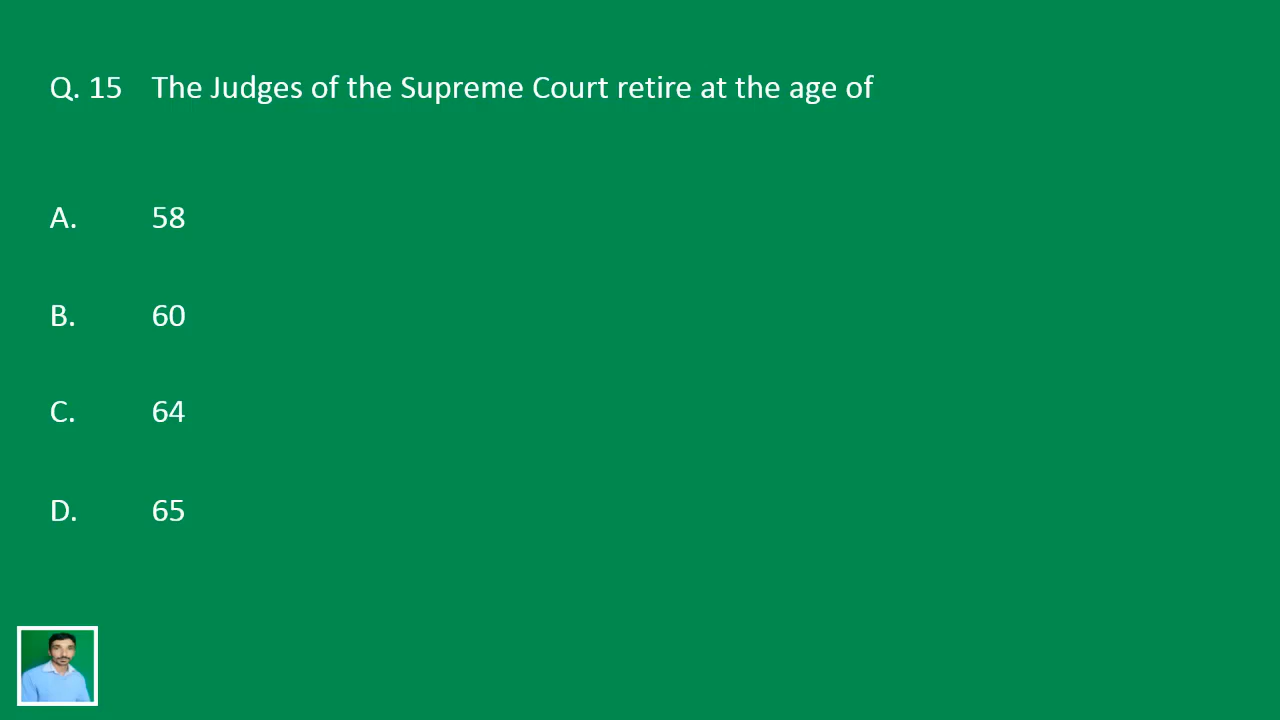 Q. 15 The Judges of the Supreme Court retire at the age of
A. 58
B. 60
C. 64
D. 65